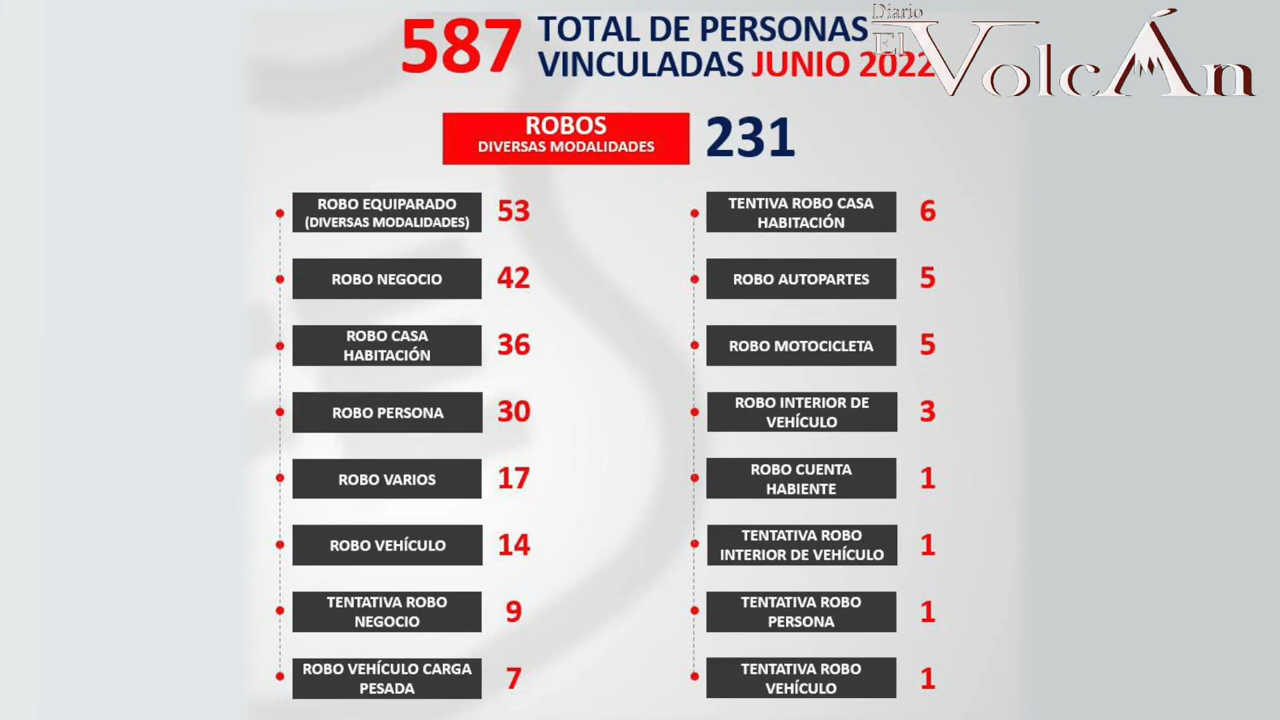 587
TOTAL DE PERSONAS
VINCULADAS JUNIO 2022
Diario
El
Volcán
ROBOS
DIVERSAS MODALIDADES
231
ROBO EQUIPARADO
(DIVERSAS MODALIDADES)
53
ROBO NEGOCIO
42
ROBO CASA
HABITACIÓN
36
ROBO PERSONA
30
ROBO VARIOS
17
ROBO VEHÍCULO
14
TENTATIVA ROBO
NEGOCIO
9
ROBO VEHÍCULO CARGA
PESADA
7
TENTIVA ROBO CASA
HABITACIÓN
6
ROBO AUTOPARTES
5
ROBO MOTOCICLETA
5
ROBO INTERIOR DE
VEHÍCULO
3
ROBO CUENTA
HABIENTE
1
TENTATIVA ROBO
INTERIOR DE VEHÍCULO
1
TENTATIVA ROBO
PERSONA
1
TENTATIVA ROBO
VEHÍCULO
1